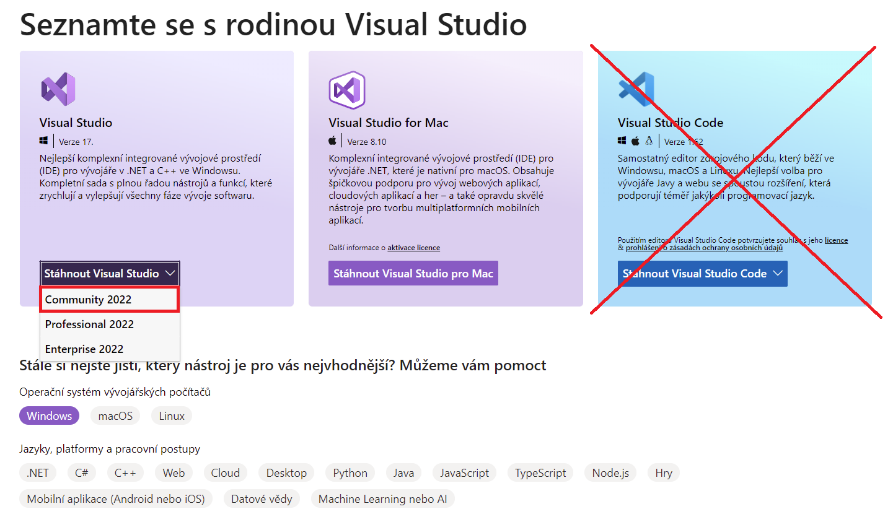 Seznamte se s rodinou Visual Studio
Visual Studio
Verze 17.
Nejlepší komplexní integrované vývojové prostředí
(IDE) pro vývojáře v .NET a C++ ve Windowsu.
Kompletní sada s plnou řadou nástrojů a funkcí, které
zrychlují a vylepšují všechny fáze vývoje softwaru.
Stáhnout Visual Studio
Community 2022
Professional 2022
Enterprise 2022
Visual Studio for Mac
Verze 8.10
Komplexní integrované vývojové prostředí (IDE) pro
vývojáře .NET, které je nativní pro macOS. Obsahuje
špičkovou podporu pro vývoj webových aplikací,
cloudových aplikací a her – a také opravdu skvělé
nástroje pro tvorbu multiplatformních mobilních
aplikací.
Další informace o aktivace licence
Stáhnout Visual Studio pro Mac
Visual Studio Code
Verze 1.62
Samostatný editor zdrojového kódu, který běží ve
Windowsu, macOS a Linuxu. Nejlepší volba pro
vývojáře Javy a webu se spoustou rozšíření, která
podporují téměř jakýkoli programovací jazyk.
Použitím editoru Visual Studio Code potvrzujete souhlas s jeho licence
& prohlášení o zásadách ochrany osobních údajů
Stáhnout Visual Studio Code
Stále si nejste jistí, který nástroj je pro vás nejvhodnější? Můžeme vám pomoct
Operační systém vývojářských počítačů
Windows macOS Linux
Jazyky, platformy a pracovní postupy
.NET C# C++ Web Cloud Desktop Python Java JavaScript TypeScript Node.js Hry
Mobilní aplikace (Android nebo iOS) Datové vědy Machine Learning nebo AI